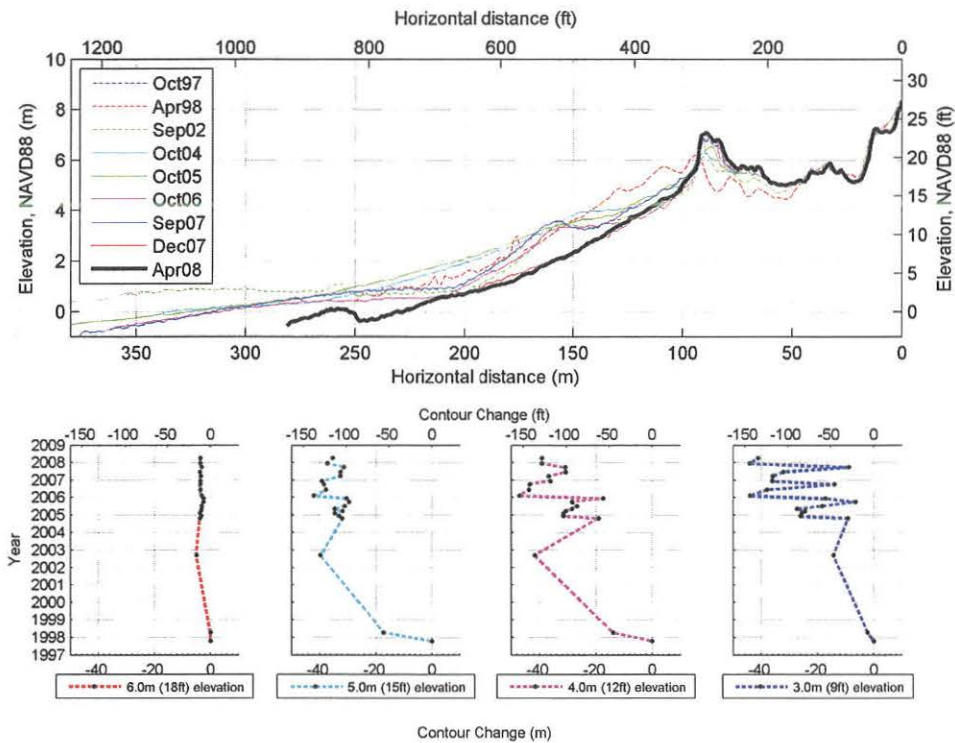 Horizontal distance (ft)
1200 1000 800 600 400 200 0
Elevation, NAVD88 (m)
10
8
6
4
2
0
Oct97
Apr98
Sep02
Oct04
Oct05
Oct06
Sep07
Dec07
Apr08
30
25
20
15
10
5
0
Elevation, NAVD88 (ft)
350 300 250 200 150 100 50 0
Horizontal distance (m)
Contour Change (ft)
-150 -100 -50 0
-150 -100 -50 0
-150 -100 -50 0
-150 -100 -50 0
Year
2009
2008
2007
2006
2005
2004
2003
2002
2000
1999
1998
1997
-40 -20 0
-40 -20 0
-40 -20 0
-40 -20 0
6.0m (18ft) elevation
5.0m (15ft) elevation
4.0m (12ft) elevation
3.0m (9ft) elevation
Contour Change (m)